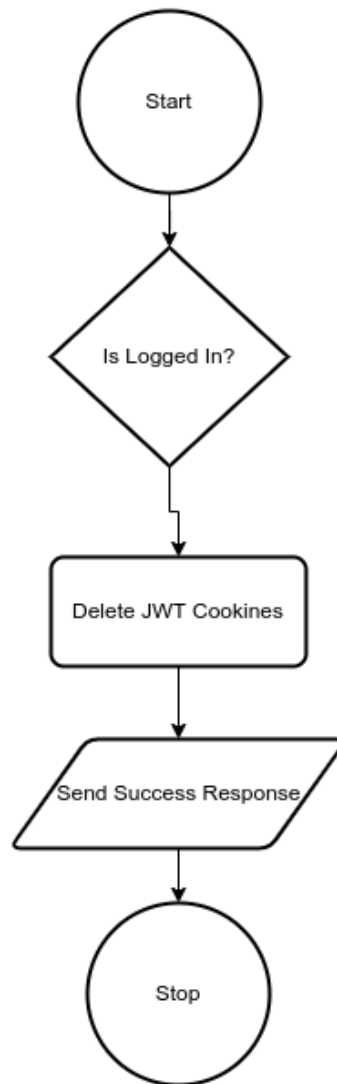 Start
Is Logged In?
Delete JWT Cookines
Send Success Response
Stop